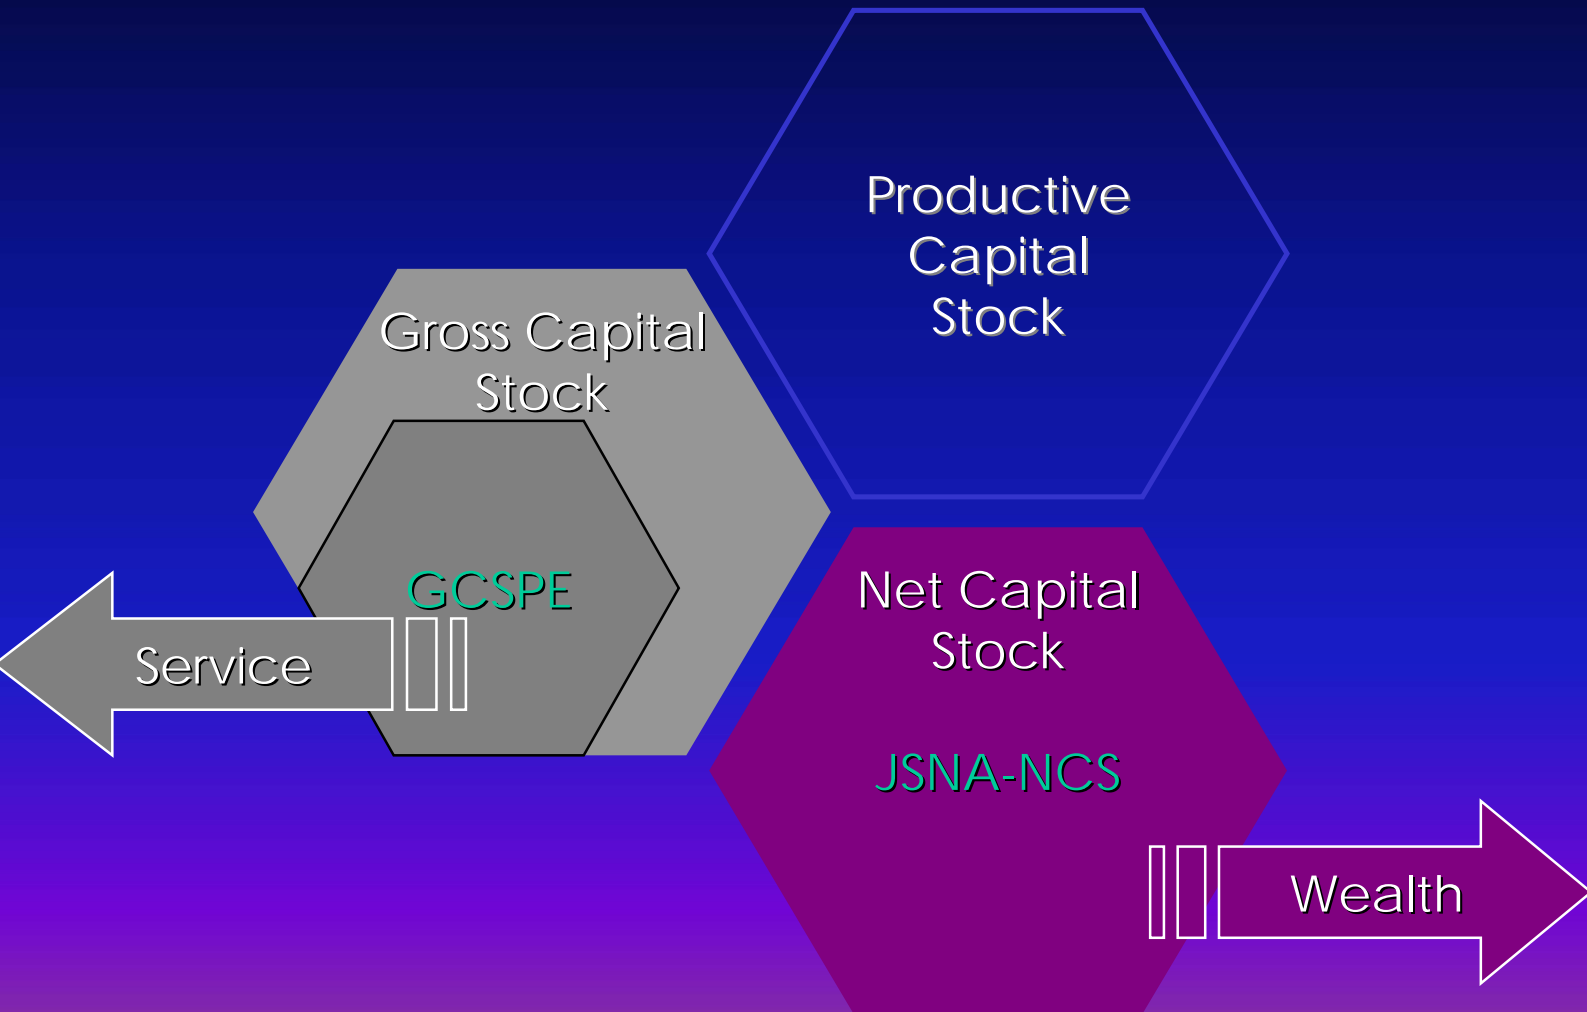 Productive
Capital
Stock
Gross Capital
Stock
GCSPE
Service
Net Capital
Stock
JSNA-NCS
Wealth